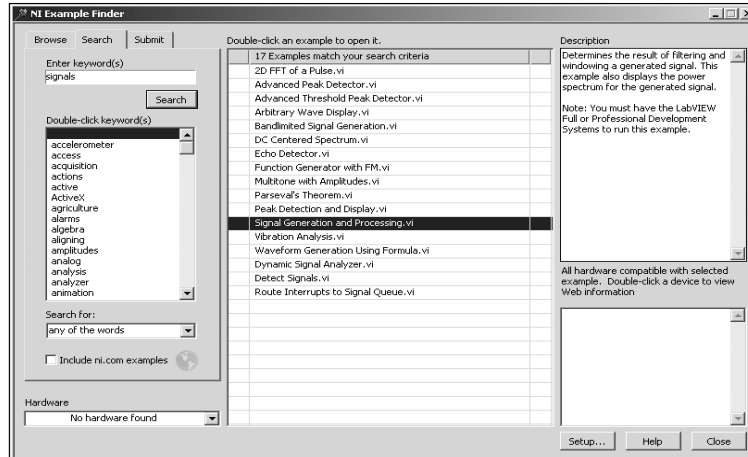 NI Example Finder
Browse
Search
Submit
Enter keyword(s)
signals
Search
Double-click keyword(s)
accelerometer
access
acquisition
actions
active
ActiveX
agriculture
alarms
algebra
aligning
amplitudes
analog
analysis
analyzer
animation
Search for:
any of the words
Include ni.com examples
Hardware
No hardware found
Double-click an example to open it.
17 Examples match your search criteria
2D FFT of a Pulse.vi
Advanced Peak Detector.vi
Advanced Threshold Peak Detector.vi
Arbitrary Wave Display.vi
Bandlimited Signal Generation.vi
DC Centered Spectrum.vi
Echo Detector.vi
Function Generator with FM.vi
Multitone with Amplitudes.vi
Parseval's Theorem.vi
Peak Detection and Display.vi
Signal Generation and Processing.vi
Vibration Analysis.vi
Waveform Generation Using Formula.vi
Dynamic Signal Analyzer.vi
Detect Signals.vi
Route Interrupts to Signal Queue.vi
Description
Determines the result of filtering and
windowing a generated signal. This
example also displays the power
spectrum for the generated signal.
Note: You must have the LabVIEW
Full or Professional Development
Systems to run this example.
All hardware compatible with selected
example. Double-click a device to view
Web information
Setup...
Help
Close